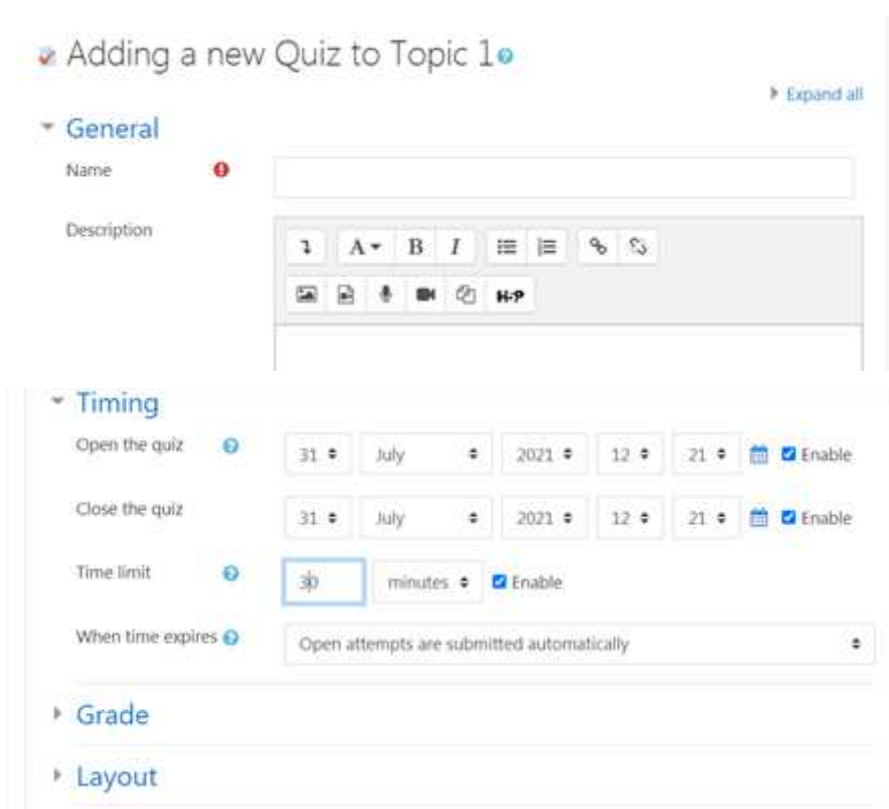 Adding a new Quiz to Topic 1
Expand all
General
Name
Description
A B I
H-P
Timing
Open the quiz 31 July 2021 12 21 Enable
Close the quiz 31 July 2021 12 21 Enable
Time limit 30 minutes Enable
When time expires Open attempts are submitted automatically
Grade
Layout